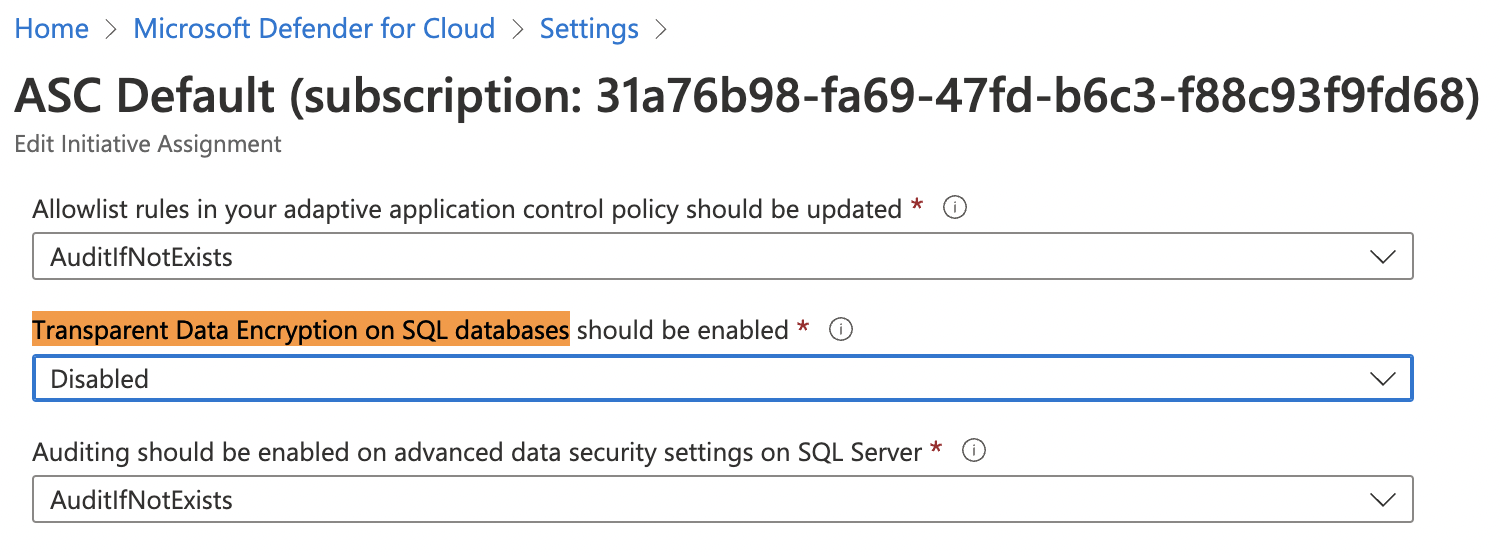 Home > Microsoft Defender for Cloud > Settings >
ASC Default (subscription: 31a76b98-fa69-47fd-b6c3-f88c93f9fd68)
Edit Initiative Assignment
Allowlist rules in your adaptive application control policy should be updated *
AuditIfNotExists
Transparent Data Encryption on SQL databases should be enabled *
Disabled
Auditing should be enabled on advanced data security settings on SQL Server *
AuditIfNotExists